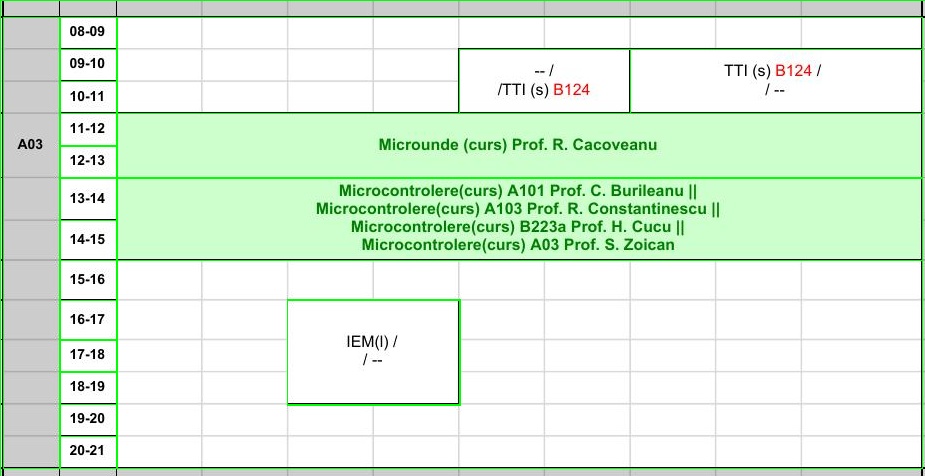 08-09
09-10
-- /
/TTI (s) B124
TTI (s) B124 /
/ --
10-11
A03
11-12
Microunde (curs) Prof. R. Cacoveanu
12-13
13-14
Microcontrolere(curs) A101 Prof. C. Burileanu ||
Microcontrolere(curs) A103 Prof. R. Constantinescu ||
Microcontrolere(curs) B223a Prof. H. Cucu ||
Microcontrolere(curs) A03 Prof. S. Zoican
14-15
15-16
16-17
IEM(l) /
/ --
17-18
18-19
19-20
20-21